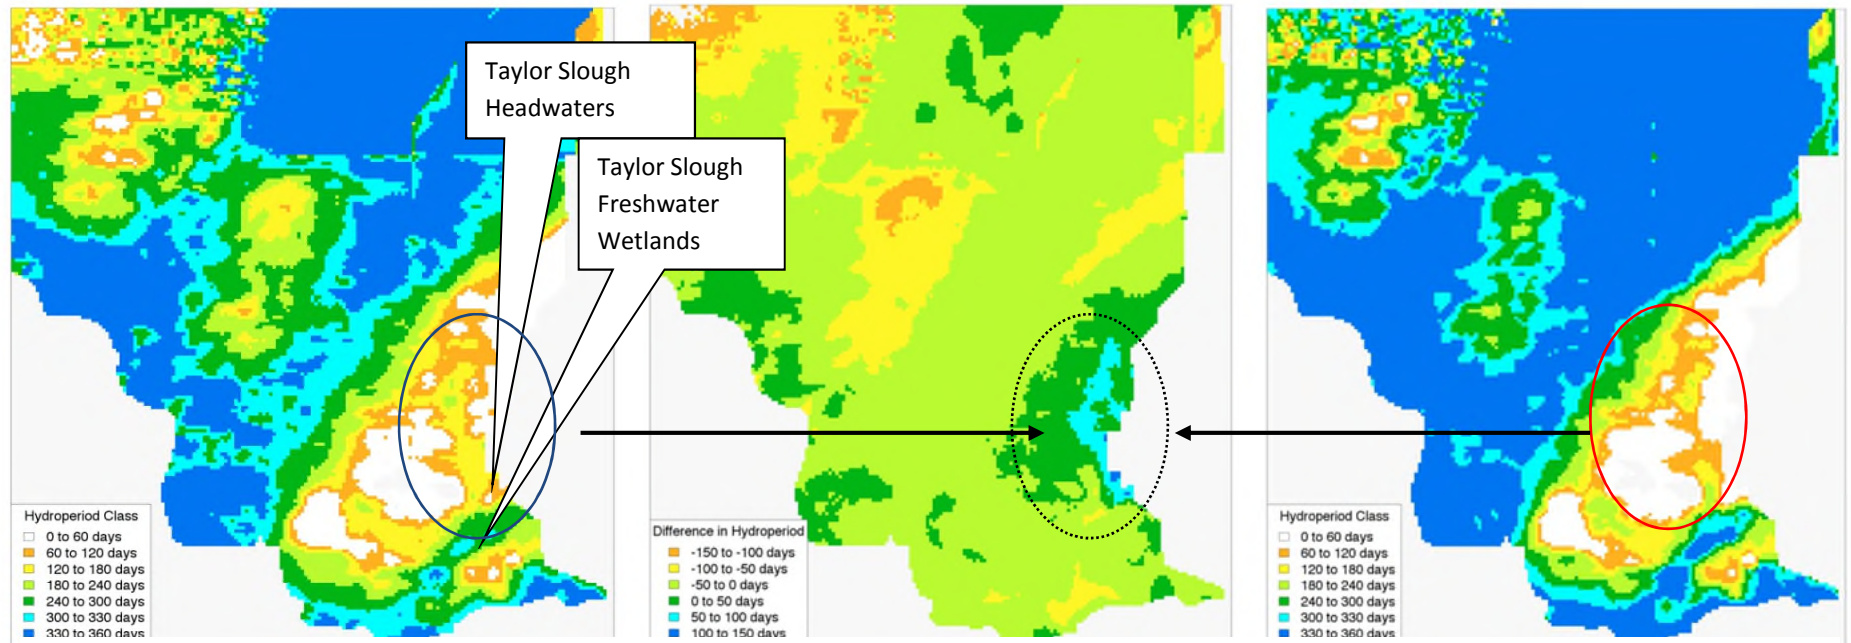 Taylor Slough
Headwaters
Taylor Slough
Freshwater
Wetlands
Hydroperiod Class
0 to 60 days
60 to 120 days
120 to 180 days
180 to 240 days
240 to 300 days
300 to 330 days
330 to 360 days
Difference in Hydroperiod
-150 to -100 days
-100 to -50 days
-50 to 0 days
0 to 50 days
50 to 100 days
100 to 150 days
Hydroperiod Class
0 to 60 days
60 to 120 days
120 to 180 days
180 to 240 days
240 to 300 days
300 to 330 days
330 to 360 days